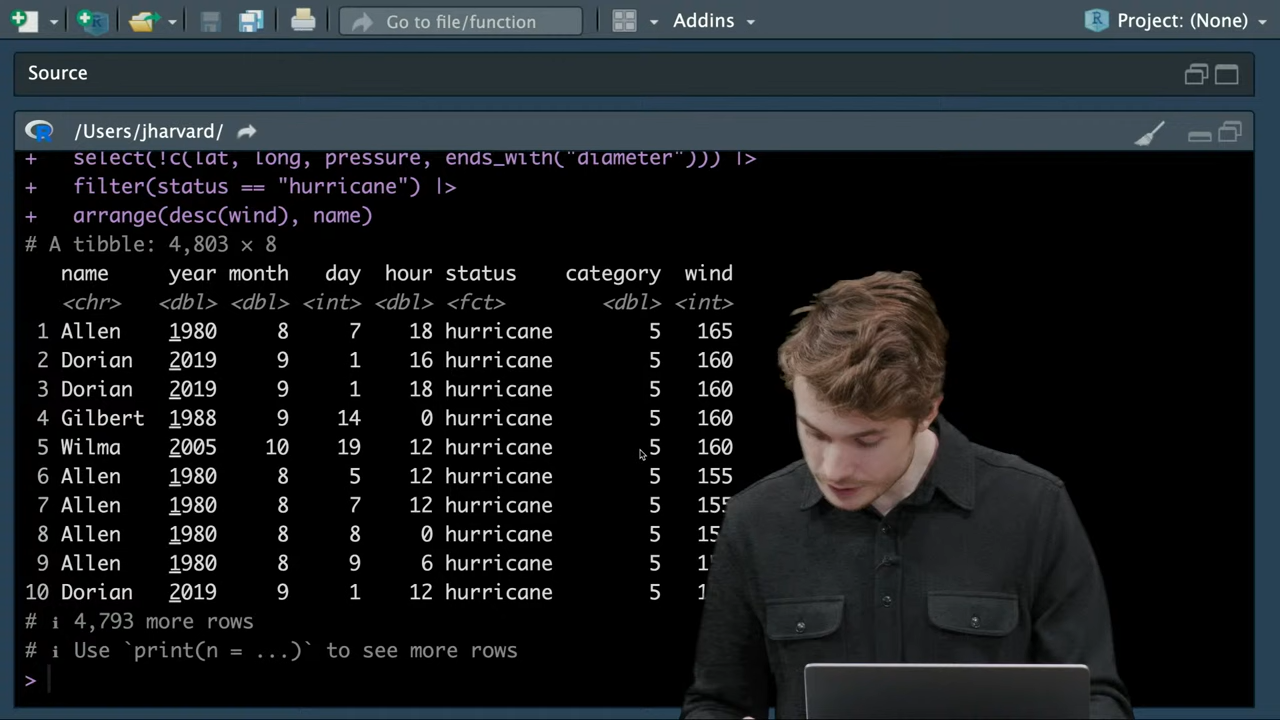 Go to file/function
Addins
Project: (None)
Source
/Users/jharvard/
+ select(!c(lat, long, pressure, ends_with("diameter"))) |>
+ filter(status == "hurricane") |>
+ arrange(desc(wind), name)
# A tibble: 4,803 × 8
name year month day hour status category wind
<chr> <dbl> <dbl> <int> <dbl> <fct> <dbl> <int>
1 Allen 1980 8 7 18 hurricane 5 165
2 Dorian 2019 9 1 16 hurricane 5 160
3 Dorian 2019 9 1 18 hurricane 5 160
4 Gilbert 1988 9 14 0 hurricane 5 160
5 Wilma 2005 10 19 12 hurricane 5 160
6 Allen 1980 8 5 12 hurricane 5 155
7 Allen 1980 8 7 12 hurricane 5 155
8 Allen 1980 8 8 0 hurricane 5
9 Allen 1980 8 9 6 hurricane 5
10 Dorian 2019 9 1 12 hurricane 5
# ℹ 4,793 more rows
# ℹ Use `print(n = ...)` to see more rows
>